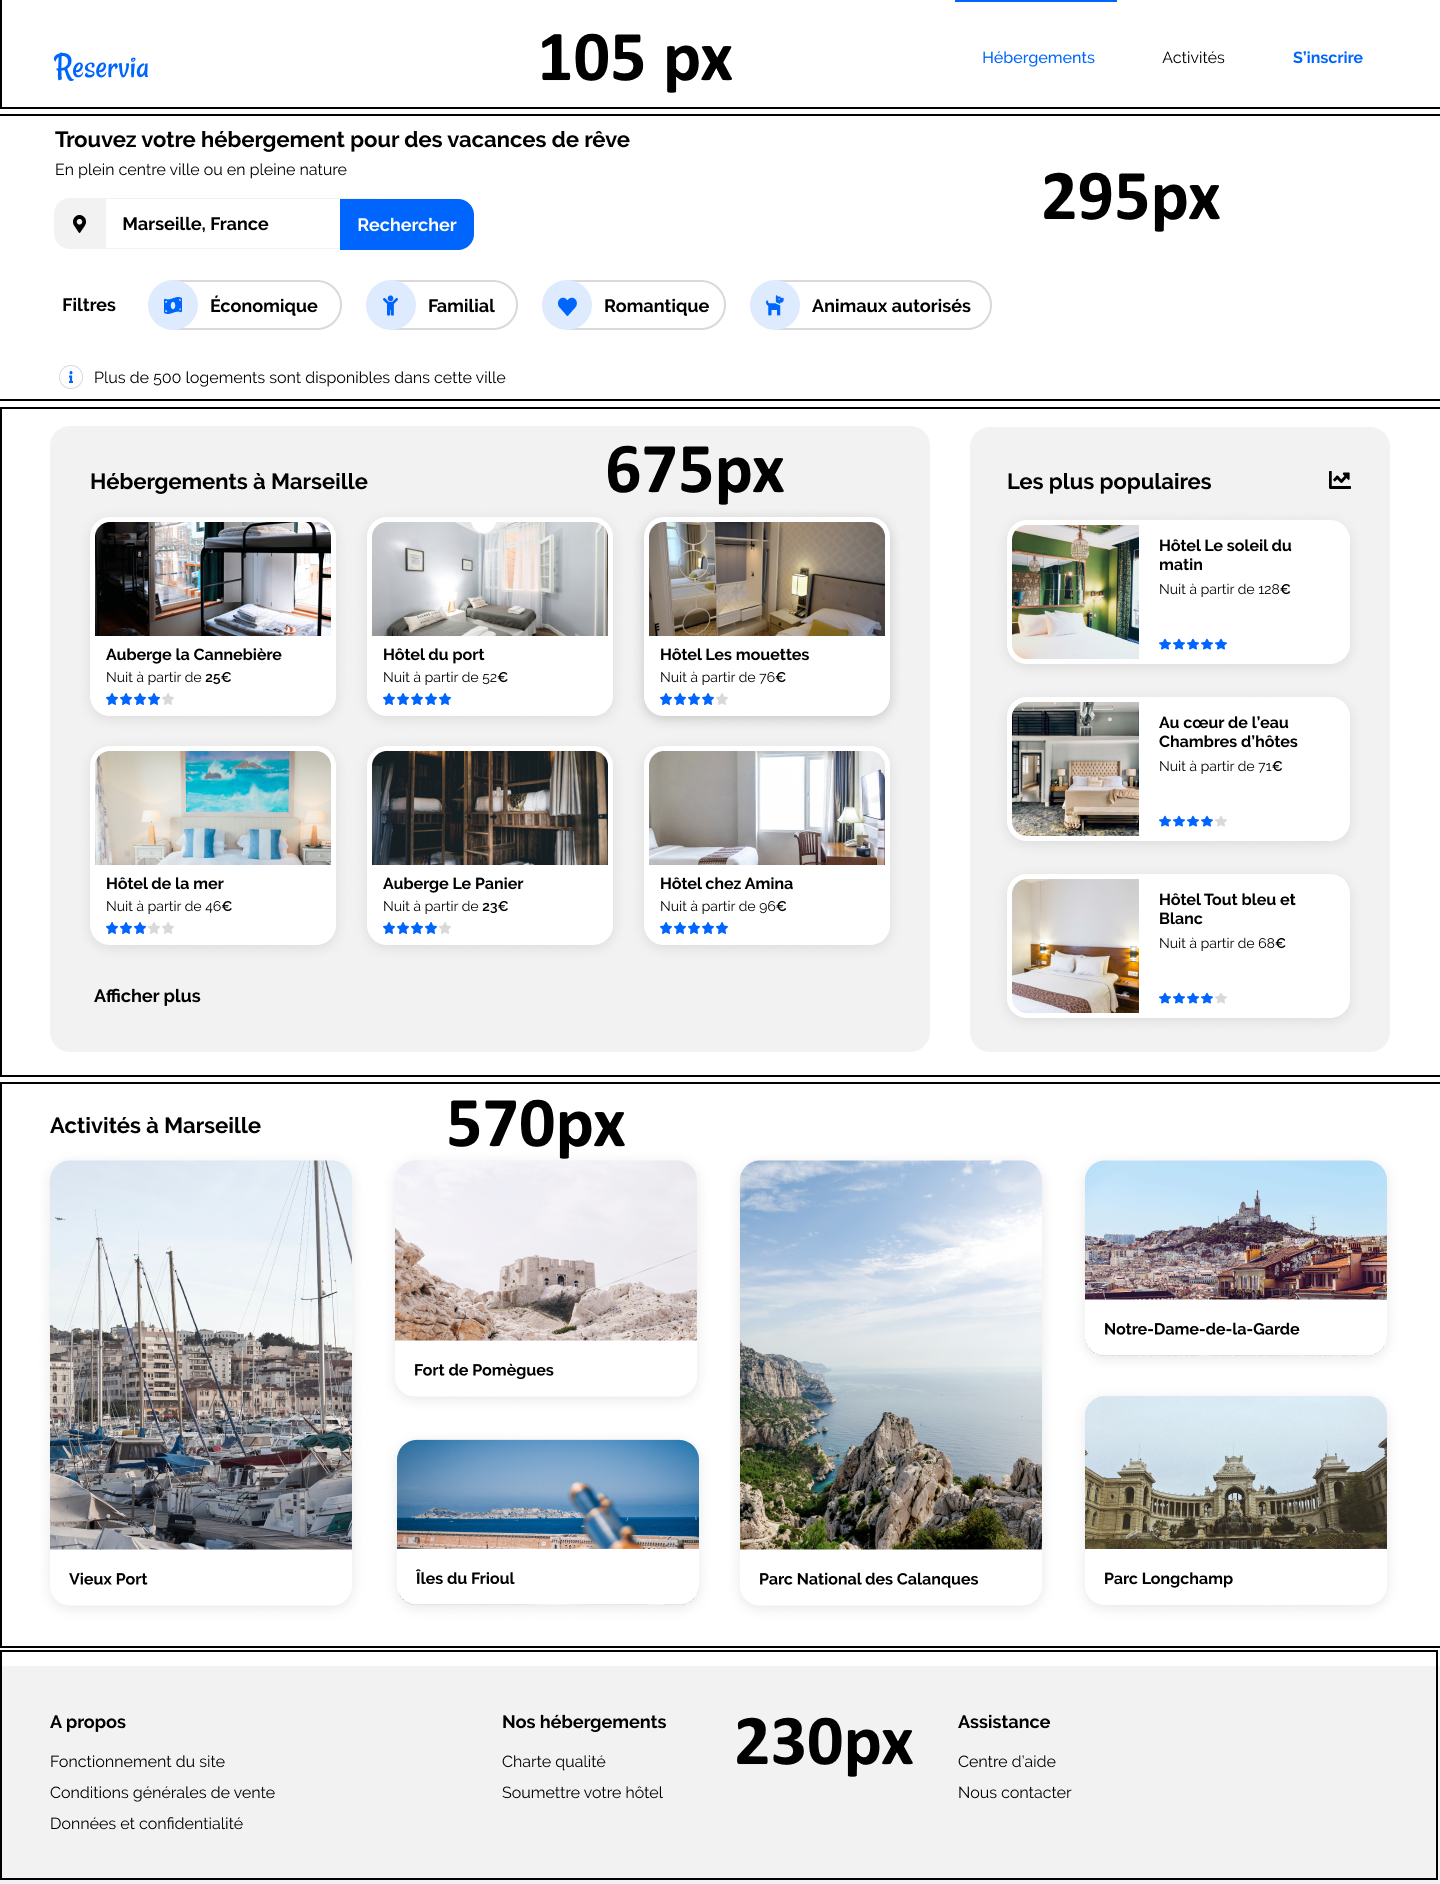 Reservia
105 px
Hébergements
Activités
S'inscrire
Trouvez votre hébergement pour des vacances de rêve
En plein centre ville ou en pleine nature
295px
Marseille, France
Rechercher
Filtres
Économique
Familial
Romantique
Animaux autorisés
Plus de 500 logements sont disponibles dans cette ville
Hébergements à Marseille
675px
Auberge la Cannebière
Nuit à partir de 25€
Hôtel du port
Nuit à partir de 52€
Hôtel Les mouettes
Nuit à partir de 76€
Hôtel de la mer
Nuit à partir de 46€
Auberge Le Panier
Nuit à partir de 23€
Hôtel chez Amina
Nuit à partir de 96€
Afficher plus
Les plus populaires
Hôtel Le soleil du
matin
Nuit à partir de 128€
Au cœur de l'eau
Chambres d'hôtes
Nuit à partir de 71€
Hôtel Tout bleu et
Blanc
Nuit à partir de 68€
Activités à Marseille
570px
Vieux Port
Fort de Pomègues
Îles du Frioul
Parc National des Calanques
Notre-Dame-de-la-Garde
Parc Longchamp
A propos
Fonctionnement du site
Conditions générales de vente
Données et confidentialité
Nos hébergements
Charte qualité
Soumettre votre hôtel
230px
Assistance
Centre d'aide
Nous contacter